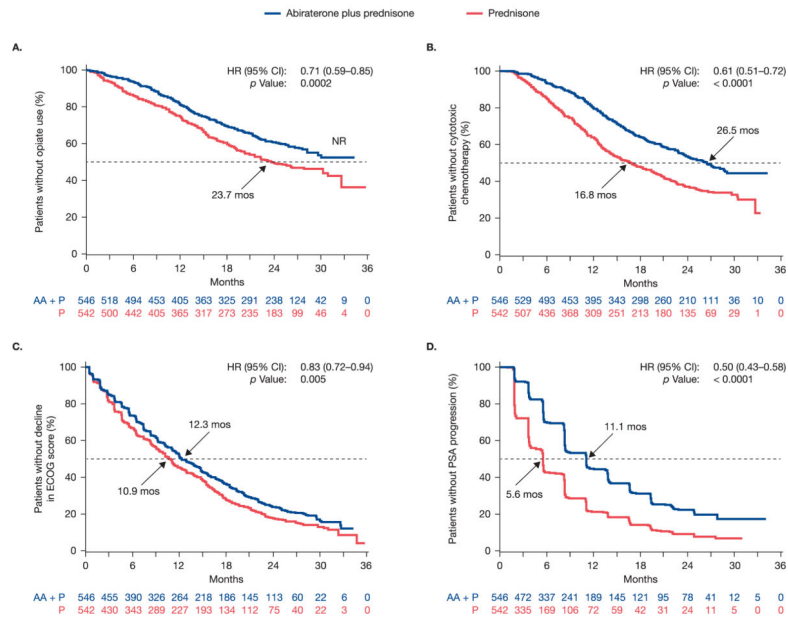 Abiraterone plus prednisone Prednisone
A.
Patients without opiate use (%)
100
80
60
40
20
0
HR (95% CI): 0.71 (0.59–0.85)
p Value: 0.0002
NR
23.7 mos
0 6 12 18 24 30 36
Months
AA + P 546 518 494 453 405 363 325 291 238 124 42 9 0
P 542 500 442 405 365 317 273 235 183 99 46 4 0
B.
Patients without cytotoxic
chemotherapy (%)
100
80
60
40
20
0
HR (95% CI): 0.61 (0.51–0.72)
p Value: < 0.0001
26.5 mos
16.8 mos
0 6 12 18 24 30 36
Months
AA + P 546 529 493 453 395 343 298 260 210 111 36 10 0
P 542 507 436 368 309 251 213 180 135 69 29 1 0
C.
Patients without decline
in ECOG score (%)
100
80
60
40
20
0
HR (95% CI): 0.83 (0.72–0.94)
p Value: 0.005
12.3 mos
10.9 mos
0 6 12 18 24 30 36
Months
AA + P 546 455 390 326 264 218 186 145 113 60 22 6 0
P 542 430 343 289 227 193 134 112 75 40 22 3 0
D.
Patients without PSA progression (%)
100
80
60
40
20
0
HR (95% CI): 0.50 (0.43–0.58)
p Value: < 0.0001
11.1 mos
5.6 mos
0 6 12 18 24 30 36
Months
AA + P 546 472 337 241 189 145 121 95 78 41 12 5 0
P 542 335 169 106 72 59 42 31 24 11 5 0 0